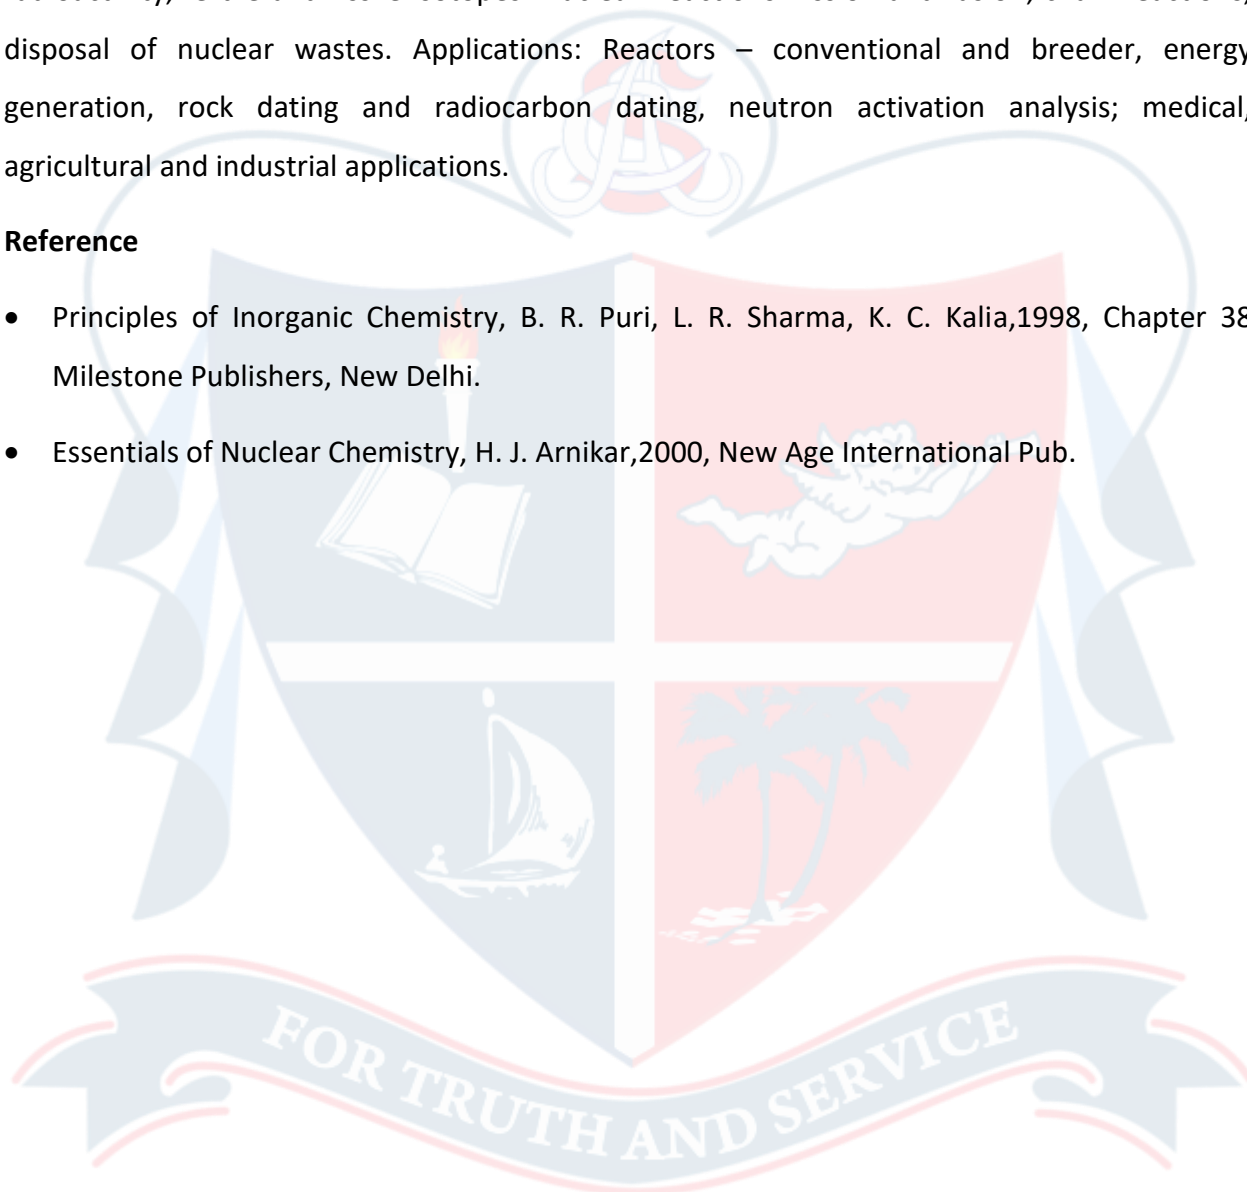 disposal of nuclear wastes. Applications: Reactors – conventional and breeder, energy
generation, rock dating and radiocarbon dating, neutron activation analysis; medical,
agricultural and industrial applications.
Reference
• Principles of Inorganic Chemistry, B. R. Puri, L. R. Sharma, K. C. Kalia,1998, Chapter 38
Milestone Publishers, New Delhi.
• Essentials of Nuclear Chemistry, H. J. Arnikar,2000, New Age International Pub.
FOR TRUTH AND SERVICE